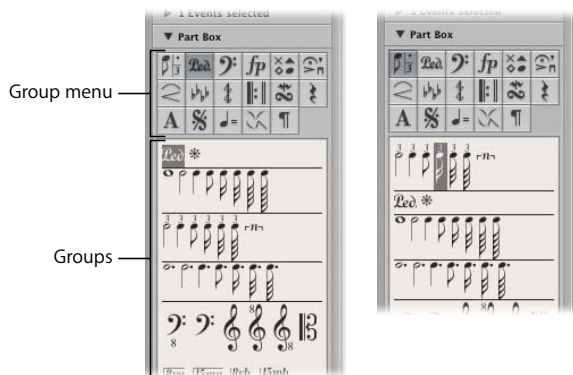 1 Events selected
Part Box
Group menu
Groups
1 Events selected
Part Box